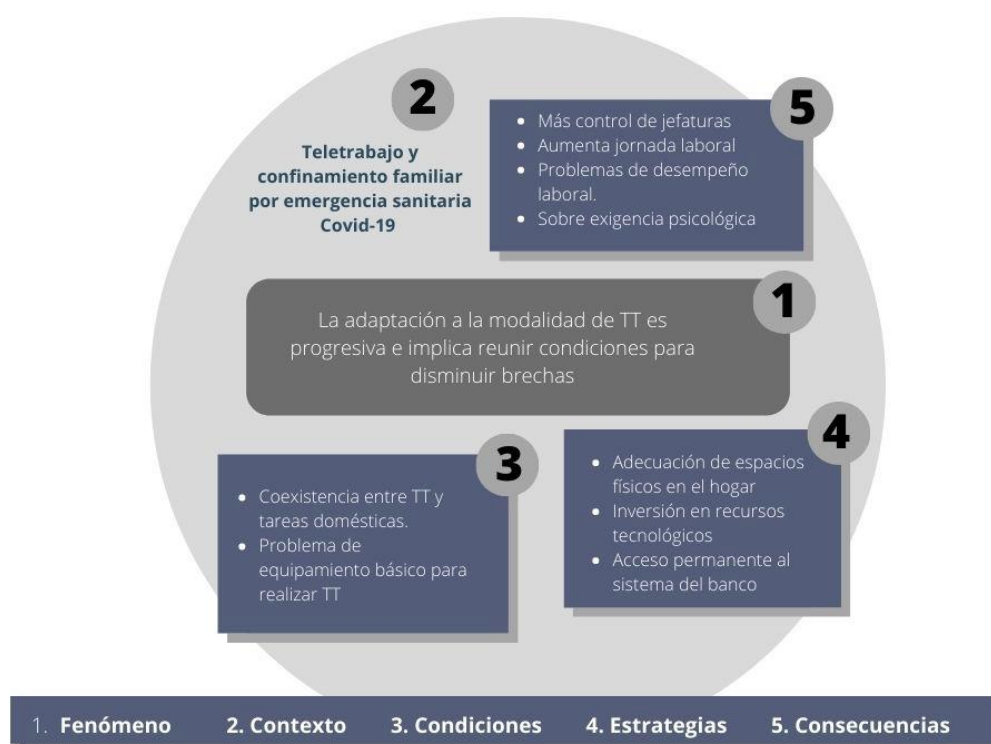 2
Teletrabajo y
confinamiento familiar
por emergencia sanitaria
Covid-19
5
• Más control de jefaturas
• Aumenta jornada laboral
• Problemas de desempeño
laboral.
• Sobre exigencia psicológica
1
La adaptación a la modalidad de TT es
progresiva e implica reunir condiciones para
disminuir brechas
3
• Coexistencia entre TT y
tareas domésticas.
• Problema de
equipamiento básico para
realizar TT
4
• Adecuación de espacios
físicos en el hogar
• Inversión en recursos
tecnológicos
• Acceso permanente al
sistema del banco
1. Fenómeno 2. Contexto 3. Condiciones 4. Estrategias 5. Consecuencias